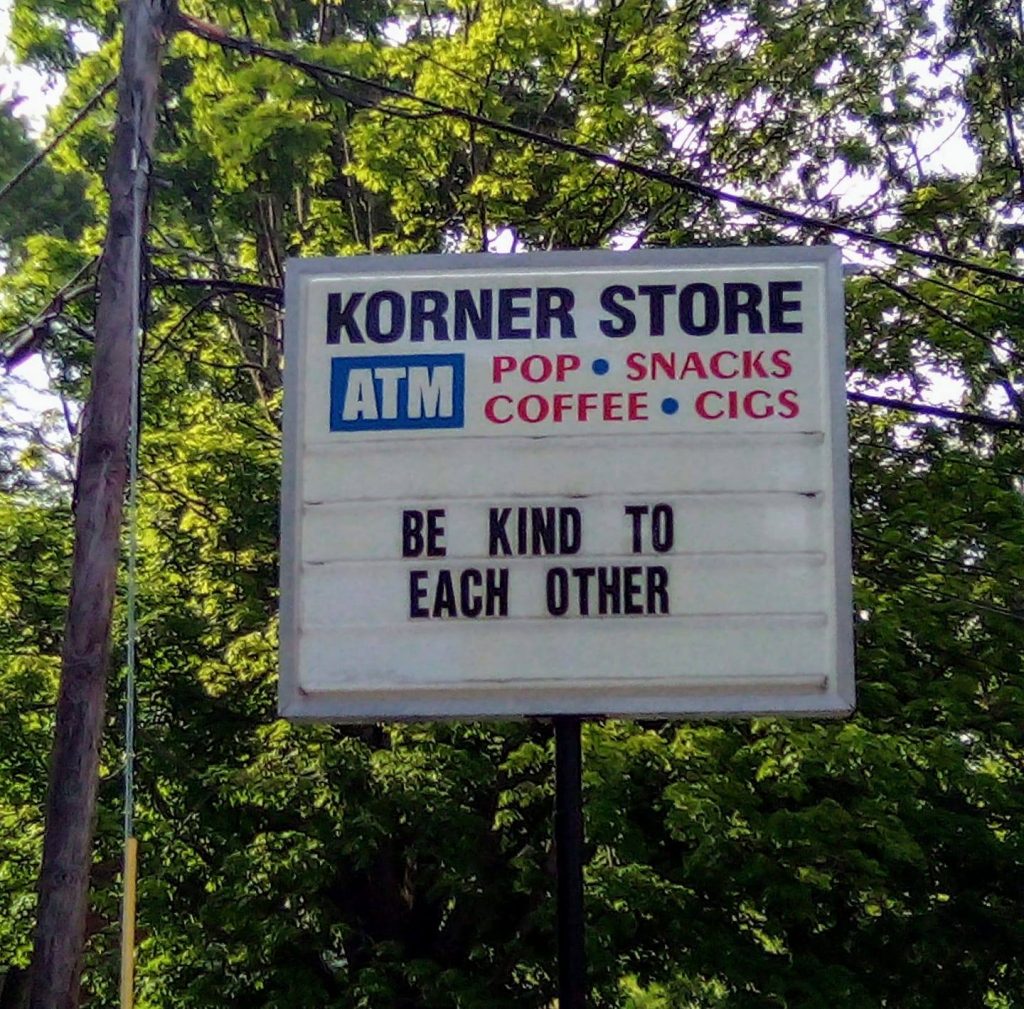 KORNER STORE
ATM POP • SNACKS
COFFEE • CIGS
BE KIND TO
EACH OTHER